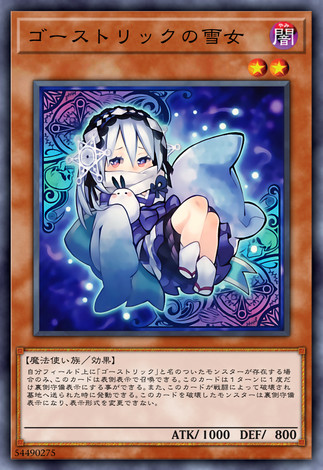 ゴーストリックの雪女
やみ
闇
【魔法使い族／効果】
自分フィールド上に「ゴーストリック」と名のついたモンスターが存在する場
合のみ、このカードは表側表示で召喚できる。このカードは１ターンに１度だ
け裏側守備表示にする事ができる。また、このカードが戦闘によって破壊され
墓地へ送られた時に発動できる。このカードを破壊したモンスターは裏側守備
表示になり、表示形式を変更できない。
ATK/ 1000 DEF/ 800
54490275